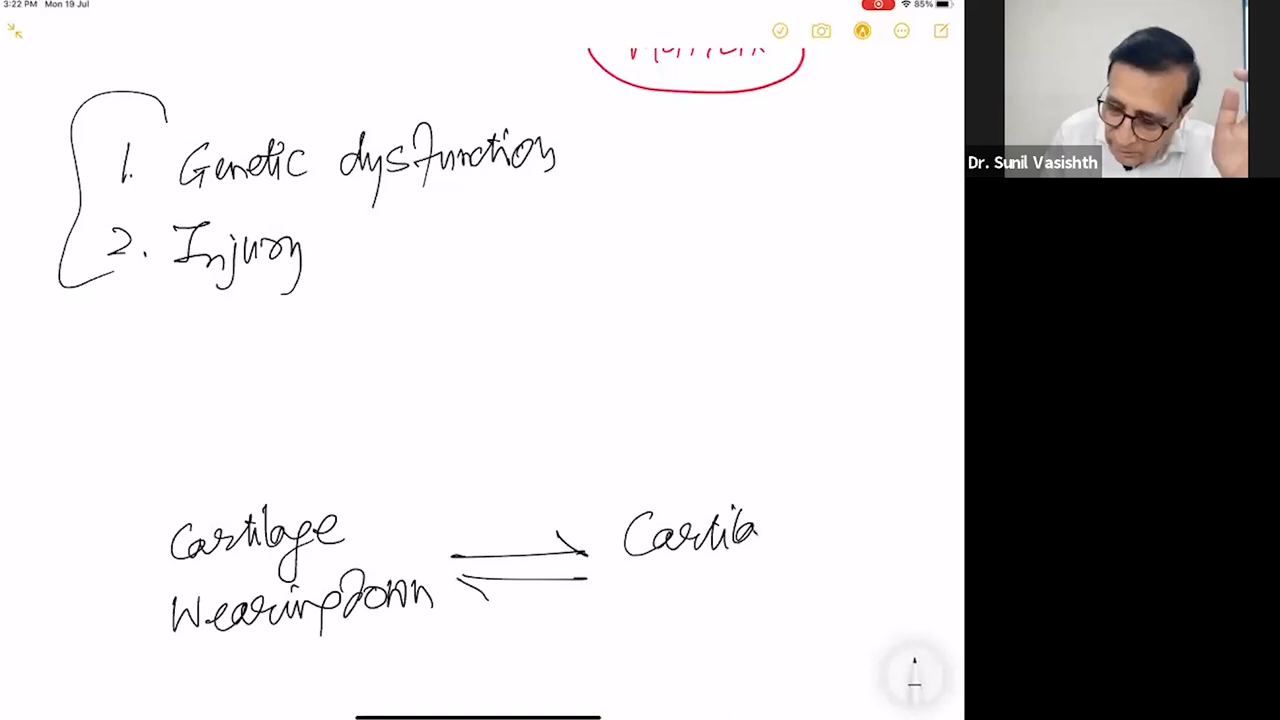 3:22 PM Mon 19 Jul
85%
1. Genetic dysfunction
2. Injury
Cartilage
Wearing Down
Cartila
Dr. Sunil Vasishth